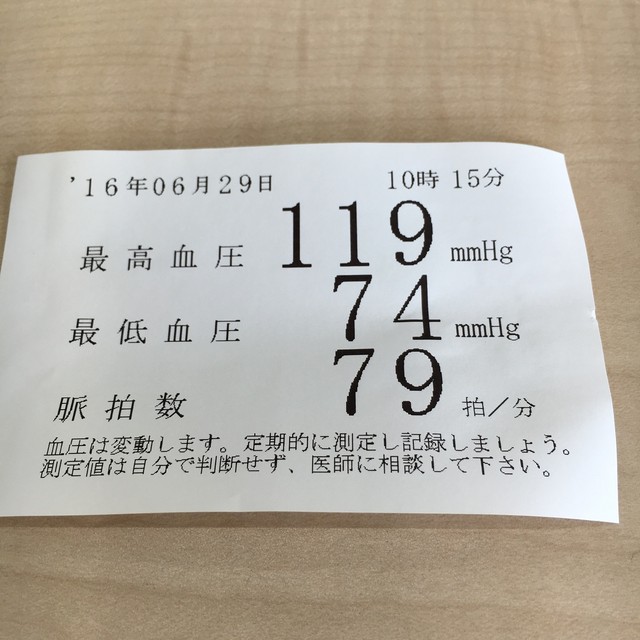 '16年06月29日 10時15分
最高血圧 119 mmHg
最低血圧 74 mmHg
脈拍数 79 拍／分
血圧は変動します。定期的に測定し記録しましょう。
測定値は自分で判断せず、医師に相談して下さい。